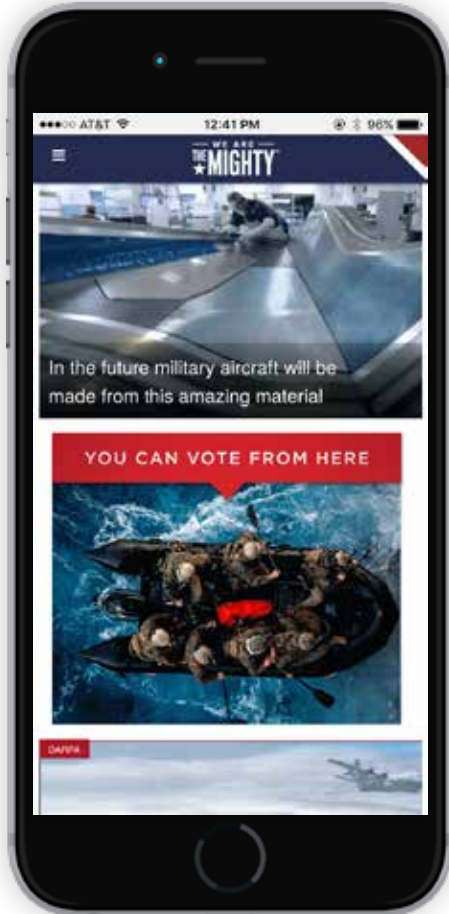 AT&T 12:41 PM 96%
WE ARE
THE
MIGHTY
In the future military aircraft will be
made from this amazing material
YOU CAN VOTE FROM HERE
DARPA